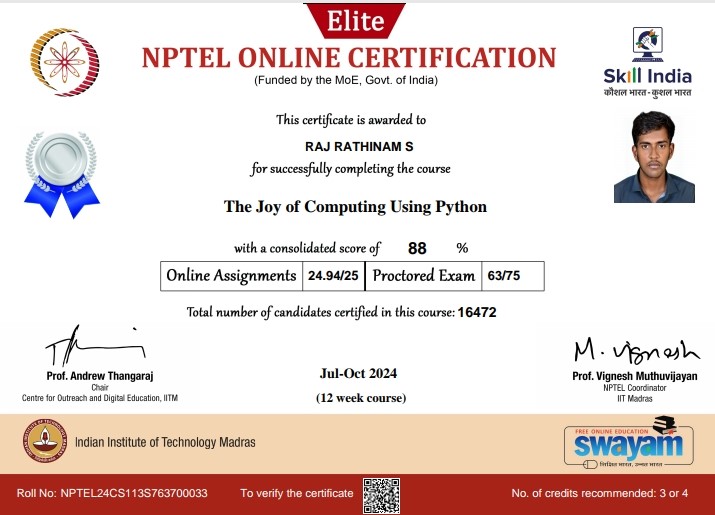 Elite
NPTEL ONLINE CERTIFICATION
(Funded by the MoE, Govt. of India)
Skill India
कौशल भारत - कुशल भारत
This certificate is awarded to
RAJ RATHINAM S
for successfully completing the course
The Joy of Computing Using Python
with a consolidated score of 88 %
Online Assignments 24.94/25 Proctored Exam 63/75
Total number of candidates certified in this course: 16472
M. Vignesh
Prof. Andrew Thangaraj
Chair
Centre for Outreach and Digital Education, IITM
Jul-Oct 2024
(12 week course)
Prof. Vignesh Muthuvijayan
NPTEL Coordinator
IIT Madras
Indian Institute of Technology Madras
FREE ONLINE EDUCATION
swayam
शिक्षित भारत, उन्नत भारत
Roll No: NPTEL24CS113S763700033
To verify the certificate
No. of credits recommended: 3 or 4